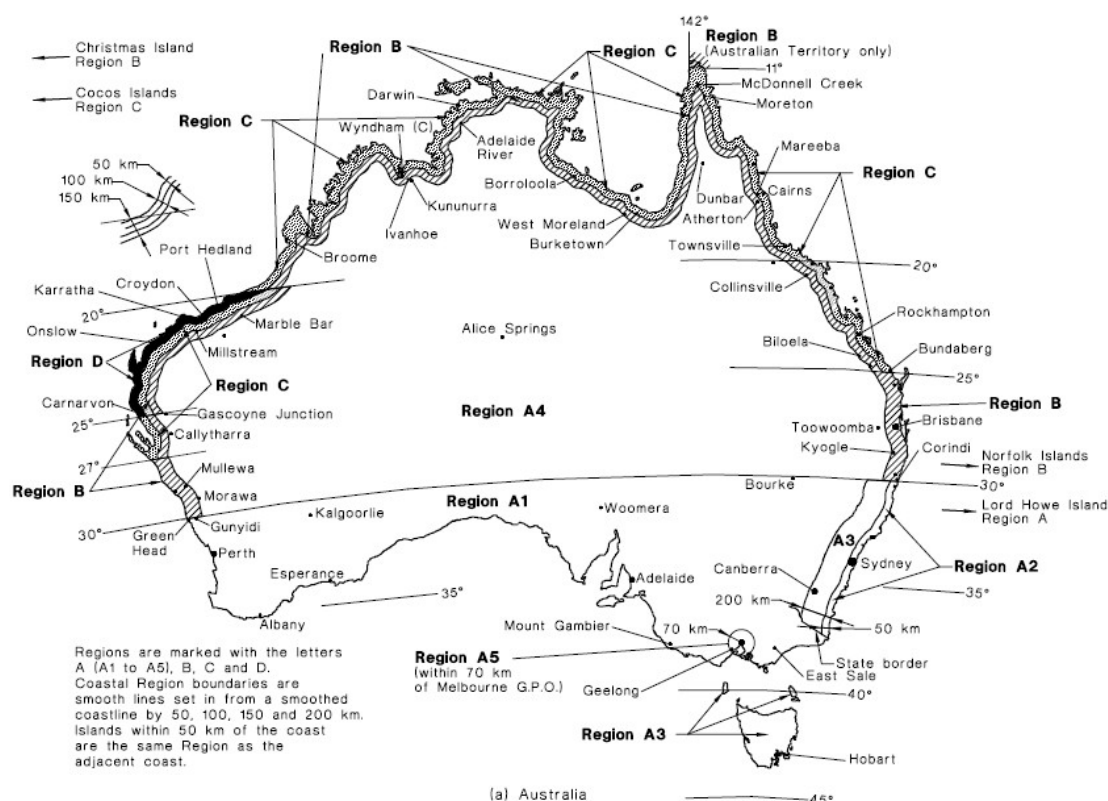 142°
Region B
(Australian Territory only)
Christmas Island
Region B
Cocos Islands
Region C
Region B
Region C
11°
McDonnell Creek
Moreton
Darwin
Region C
Wyndham (C)
Adelaide
River
Mareeba
50 km
100 km
150 km
Region C
Cairns
Borroloola
Dunbar
Atherton
Kununurra
Ivanhoe
West Moreland
Burketown
Townsville
Port Hedland
Broome
20°
Croydon
Collinsville
Karratha
20°
Marble Bar
Alice Springs
Rockhampton
Onslow
Millstream
Biloela
Bundaberg
Region D
25°
Region C
Carnarvon
Region B
Gascoyne Junction
25°
Region A4
Toowoomba
Brisbane
Callytharra
Kyogle
Corindi
Norfolk Islands
Region B
27°
Mullewa
Region B
Bourke
30°
Morawa
Region A1
Lord Howe Island
Region A
Kalgoorlie
Woomera
30°
Gunyidi
Green
Head
A3
Perth
Sydney
Region A2
Esperance
Adelaide
Canberra
35°
35°
200 km
Albany
Mount Gambier
70 km
50 km
Regions are marked with the letters
A (A1 to A5), B, C and D.
Coastal Region boundaries are
smooth lines set in from a smoothed
coastline by 50, 100, 150 and 200 km.
Islands within 50 km of the coast
are the same Region as the
adjacent coast.
Region A5
(within 70 km
of Melbourne G.P.O.)
State border
East Sale
Geelong
40°
Region A3
Hobart
(a) Australia
45°